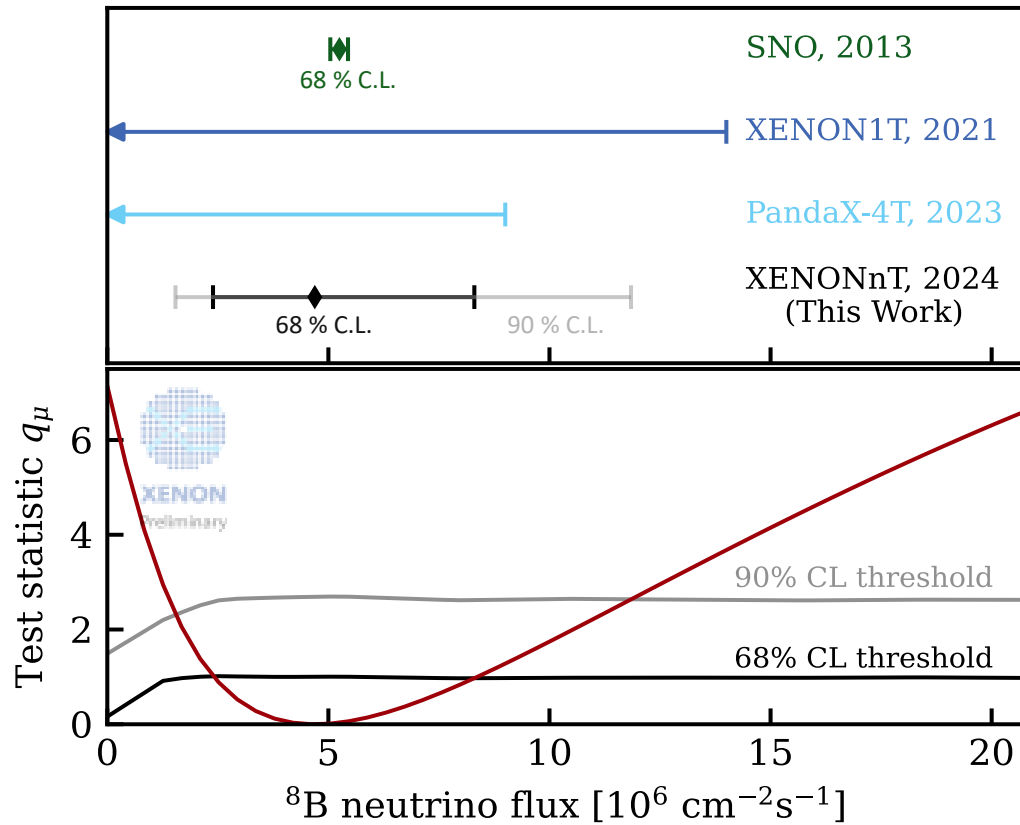 SNO, 2013
68 % C.L.
XENON1T, 2021
PandaX-4T, 2023
XENONnT, 2024
(This Work)
68 % C.L.
90 % C.L.
Test statistic qμ
6
4
2
0
XENON
Preliminary
90% CL threshold
68% CL threshold
0
5
10
15
20
⁸B neutrino flux [10⁶ cm⁻²s⁻¹]